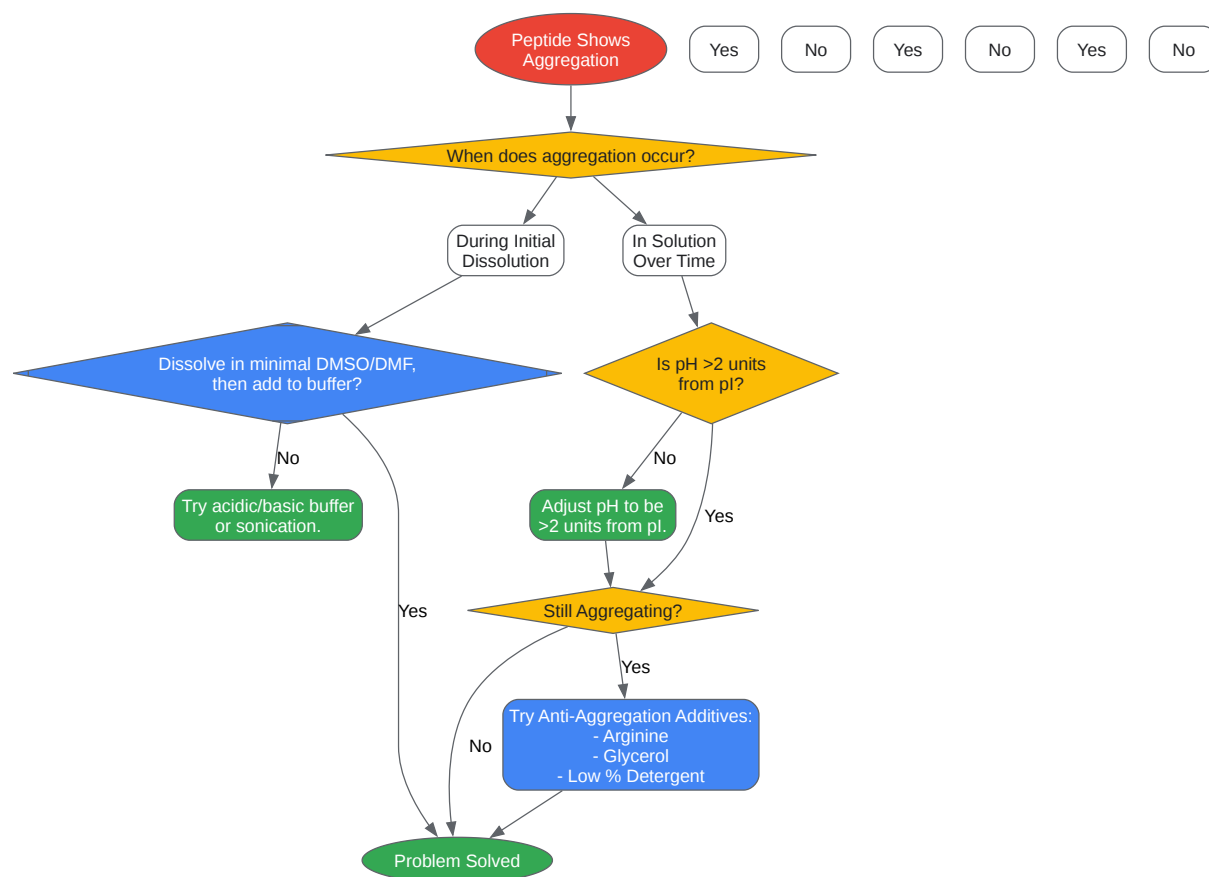 Peptide Shows
Aggregation
Yes
No
Yes
No
Yes
No
When does aggregation occur?
During Initial
Dissolution
In Solution
Over Time
Dissolve in minimal DMSO/DMF,
then add to buffer?
Is pH >2 units
from pI?
No
No
Try acidic/basic buffer
or sonication.
Adjust pH to be
>2 units from pI.
Yes
Yes
Still Aggregating?
Yes
No
Try Anti-Aggregation Additives:
- Arginine
- Glycerol
- Low % Detergent
Problem Solved